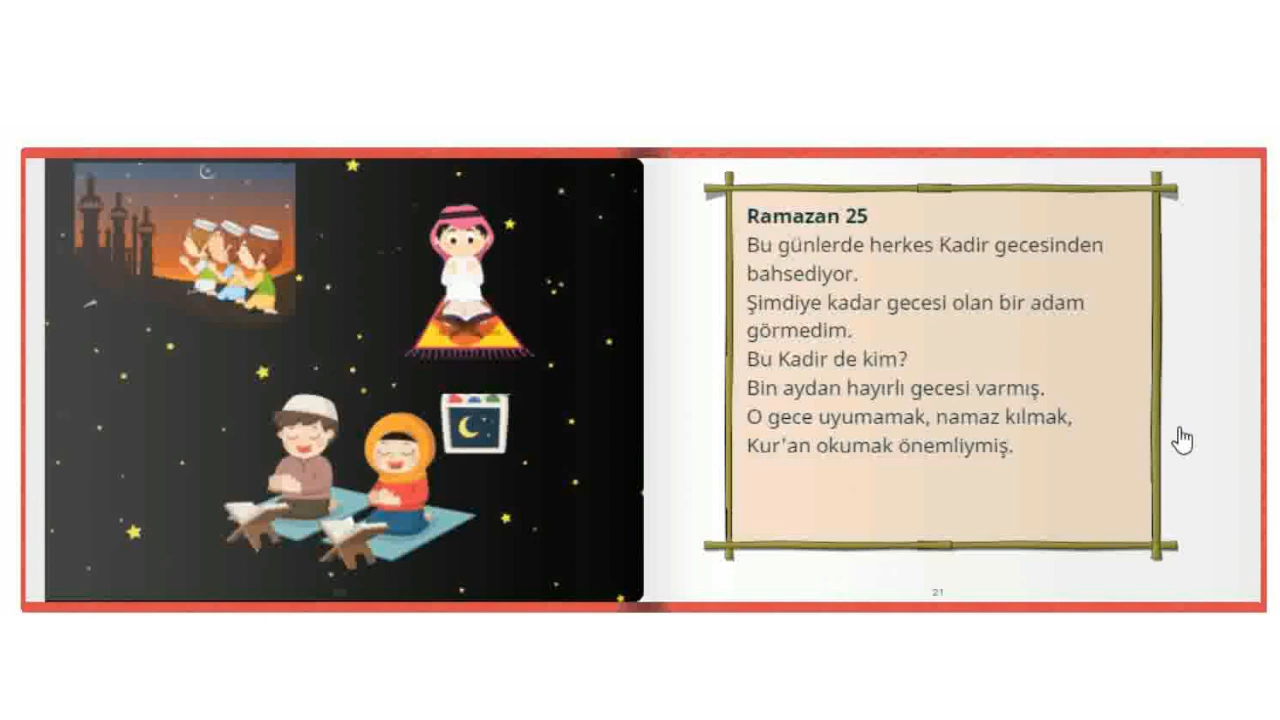 Ramazan 25
Bu günlerde herkes Kadir gecesinden
bahsediyor.
Şimdiye kadar gecesi olan bir adam
görmedim.
Bu Kadir de kim?
Bin aydan hayırlı gecesi varmış.
O gece uyumamak, namaz kılmak,
Kur'an okumak önemliymiş.
21